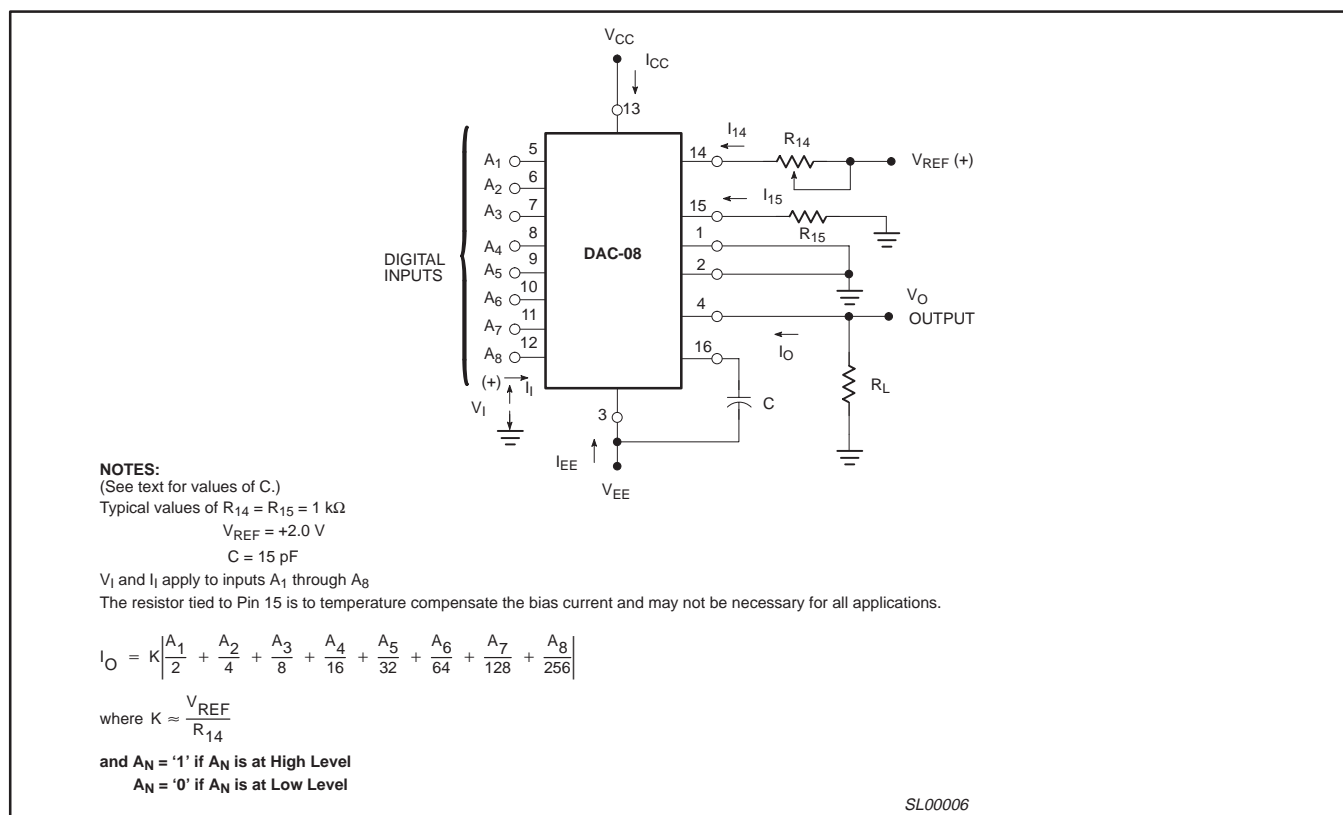 VCC
ICC
13
DIGITAL
INPUTS
A1 5
A2 6
A3 7
A4 8
A5 9
A6 10
A7 11
A8 12
(+) II
VI
DAC-08
14 I14 R14 VREF (+)
15 I15 R15
1
2
4 IO VO
OUTPUT
16 C RL
3
IEE
VEE
NOTES:
(See text for values of C.)
Typical values of R14 = R15 = 1 kΩ
VREF = +2.0 V
C = 15 pF
VI and II apply to inputs A1 through A8
The resistor tied to Pin 15 is to temperature compensate the bias current and may not be necessary for all applications.
IO = K|A1/2 + A2/4 + A3/8 + A4/16 + A5/32 + A6/64 + A7/128 + A8/256|
where K ≈ VREF/R14
and AN = ‘1’ if AN is at High Level
AN = ‘0’ if AN is at Low Level
SL00006